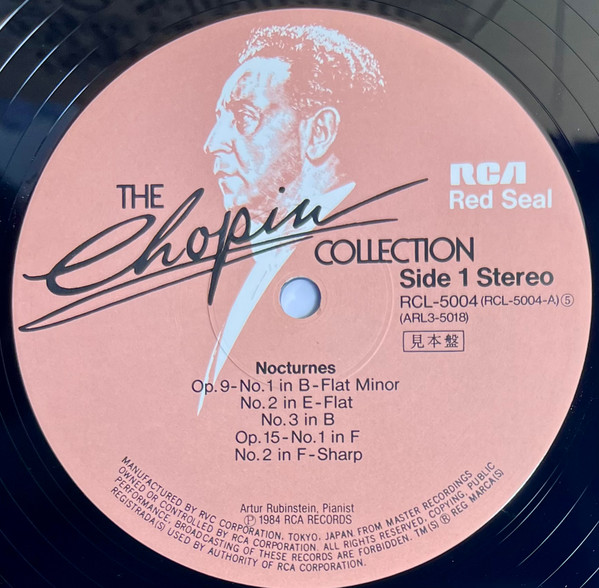 THE
Chopin
COLLECTION
RCA
Red Seal
Side 1 Stereo
RCL-5004 (RCL-5004-A) ⑤
(ARL3-5018)
見本盤
Nocturnes
Op.9-No.1 in B-Flat Minor
No.2 in E-Flat
No.3 in B
Op.15-No.1 in F
No.2 in F-Sharp
Artur Rubinstein, Pianist
Ⓟ 1984 RCA RECORDS
MANUFACTURED BY RVC CORPORATION, TOKYO, JAPAN, FROM MASTER RECORDINGS
OWNED OR CONTROLLED BY RCA CORPORATION. ALL RIGHTS RESERVED. COPYING, PUBLIC
PERFORMANCE, BROADCASTING OF THESE RECORDS ARE FORBIDDEN. TM(S) ® REG MARCA(S)
REGISTRADA(S) USED BY AUTHORITY OF RCA CORPORATION.